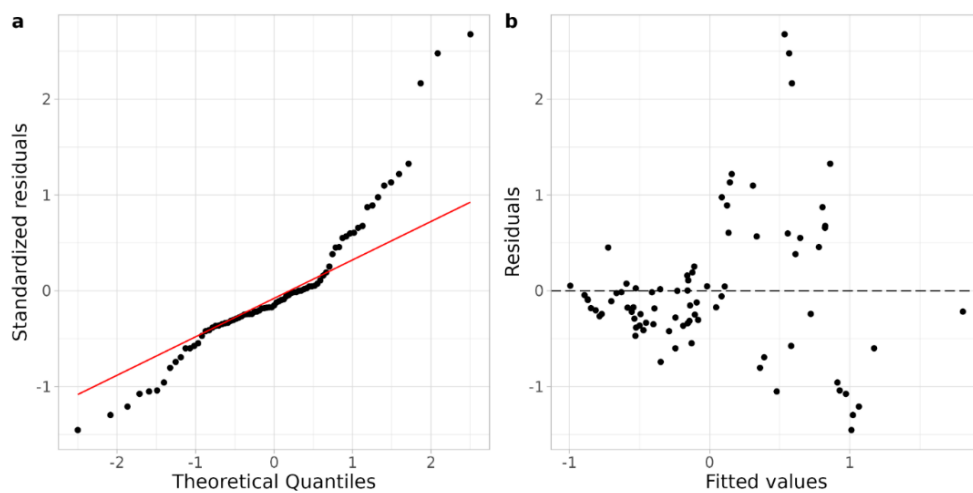 a
Standardized residuals
2
1
0
-1
-2
-1
0
1
2
Theoretical Quantiles
b
Residuals
2
1
0
-1
-1
0
1
Fitted values